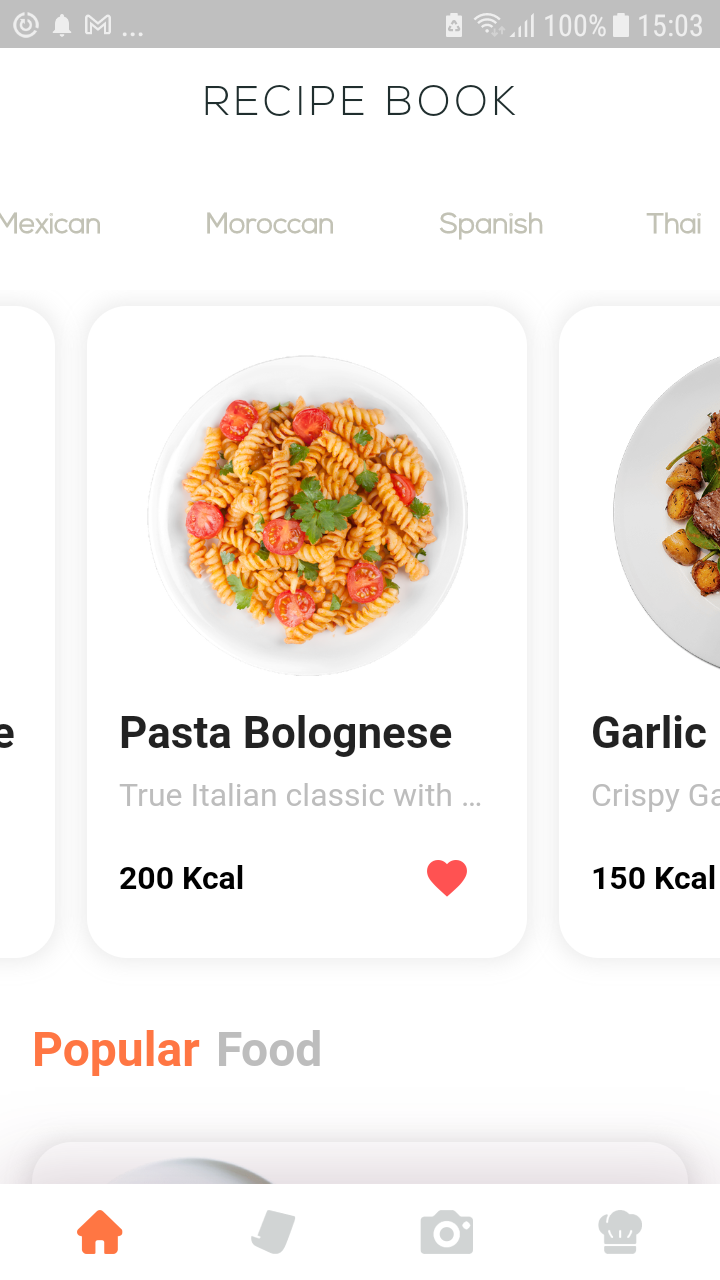 ... 100% 15:03
RECIPE BOOK
Mexican Moroccan Spanish Thai
e Pasta Bolognese Garlic
True Italian classic with ... Crispy Ga
200 Kcal 150 Kcal
Popular Food